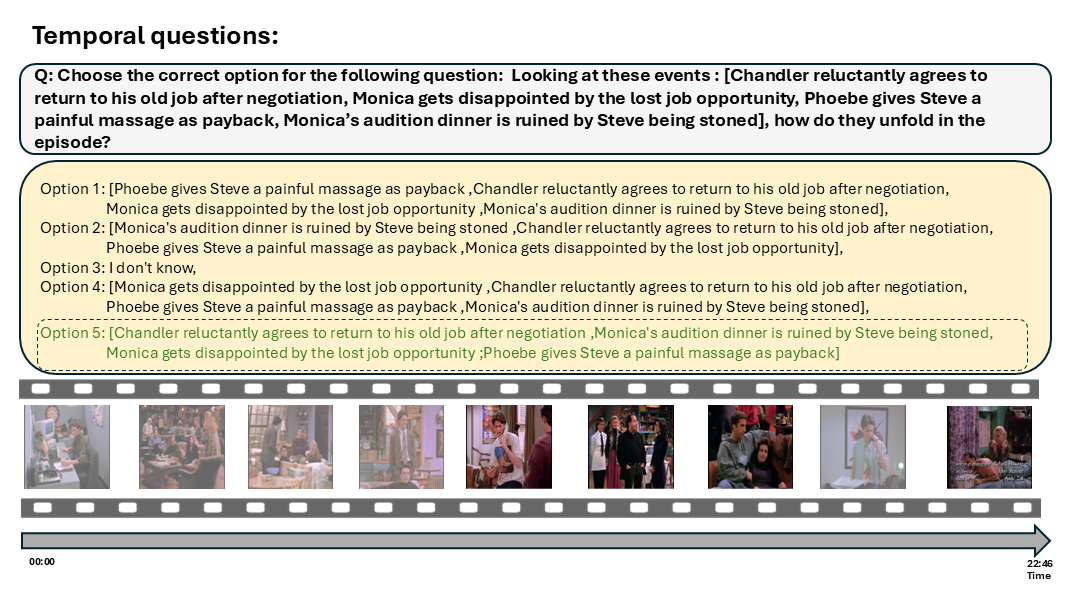 Temporal questions:
Q: Choose the correct option for the following question:  Looking at these events : [Chandler reluctantly agrees to
return to his old job after negotiation, Monica gets disappointed by the lost job opportunity, Phoebe gives Steve a
painful massage as payback, Monica’s audition dinner is ruined by Steve being stoned], how do they unfold in the
episode?
Option 1: [Phoebe gives Steve a painful massage as payback ,Chandler reluctantly agrees to return to his old job after negotiation,
Monica gets disappointed by the lost job opportunity ,Monica's audition dinner is ruined by Steve being stoned],
Option 2: [Monica's audition dinner is ruined by Steve being stoned ,Chandler reluctantly agrees to return to his old job after negotiation,
Phoebe gives Steve a painful massage as payback ,Monica gets disappointed by the lost job opportunity],
Option 3: I don't know,
Option 4: [Monica gets disappointed by the lost job opportunity ,Chandler reluctantly agrees to return to his old job after negotiation,
Phoebe gives Steve a painful massage as payback ,Monica's audition dinner is ruined by Steve being stoned],
Option 5: [Chandler reluctantly agrees to return to his old job after negotiation ,Monica's audition dinner is ruined by Steve being stoned,
Monica gets disappointed by the lost job opportunity ;Phoebe gives Steve a painful massage as payback]
00:00
22:46
Time